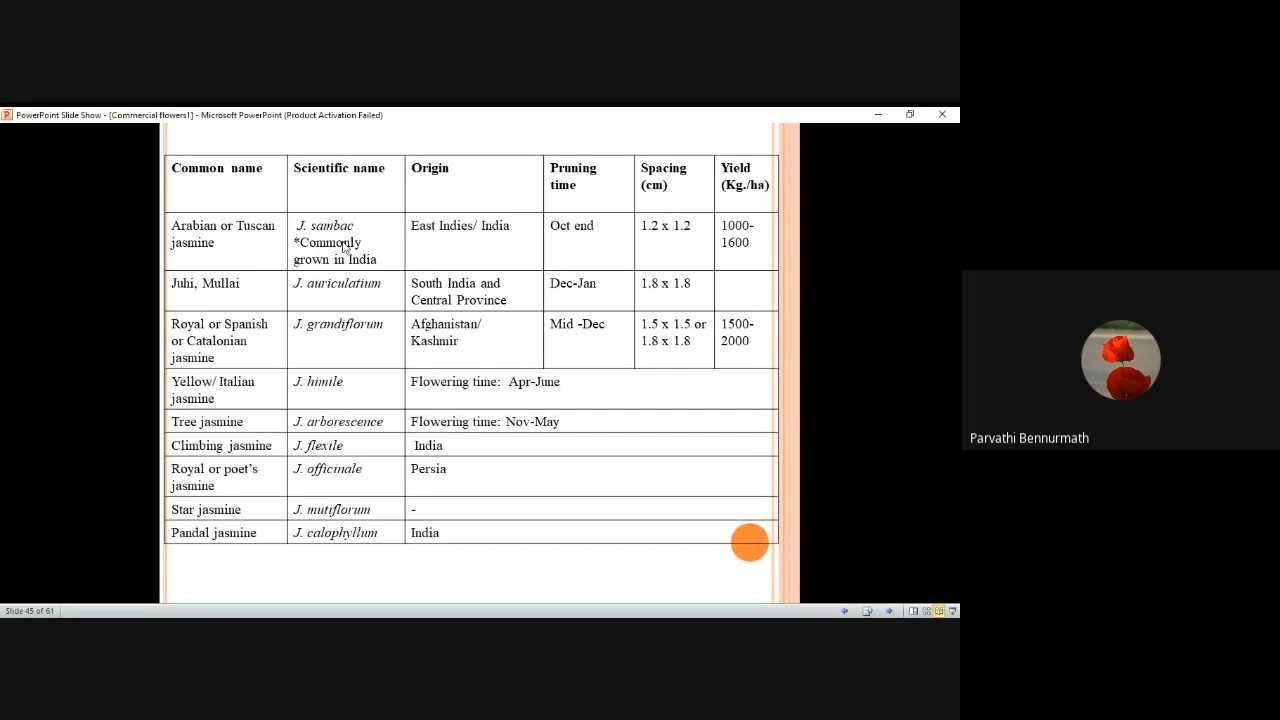 PowerPoint Slide Show - [Commercial flowers1] - Microsoft PowerPoint (Product Activation Failed)
Common name
Scientific name
Origin
Pruning
time
Spacing
(cm)
Yield
(Kg./ha)
Arabian or Tuscan
jasmine
J. sambac
*Commonly
grown in India
East Indies/ India
Oct end
1.2 x 1.2
1000-
1600
Juhi, Mullai
J. auriculatium
South India and
Central Province
Dec-Jan
1.8 x 1.8
Royal or Spanish
or Catalonian
jasmine
J. grandiflorum
Afghanistan/
Kashmir
Mid -Dec
1.5 x 1.5 or
1.8 x 1.8
1500-
2000
Yellow/ Italian
jasmine
J. himile
Flowering time: Apr-June
Tree jasmine
J. arborescence
Flowering time: Nov-May
Climbing jasmine
J. flexile
India
Royal or poet's
jasmine
J. officinale
Persia
Star jasmine
J. mutiflorum
-
Pandal jasmine
J. calophyllum
India
Slide 45 of 61
Parvathi Bennurmath